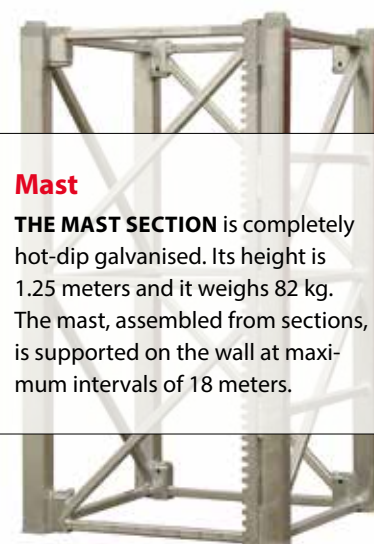 Mast
THE MAST SECTION is completely
hot-dip galvanised. Its height is
1.25 meters and it weighs 82 kg.
The mast, assembled from sections,
is supported on the wall at maxi-
mum intervals of 18 meters.